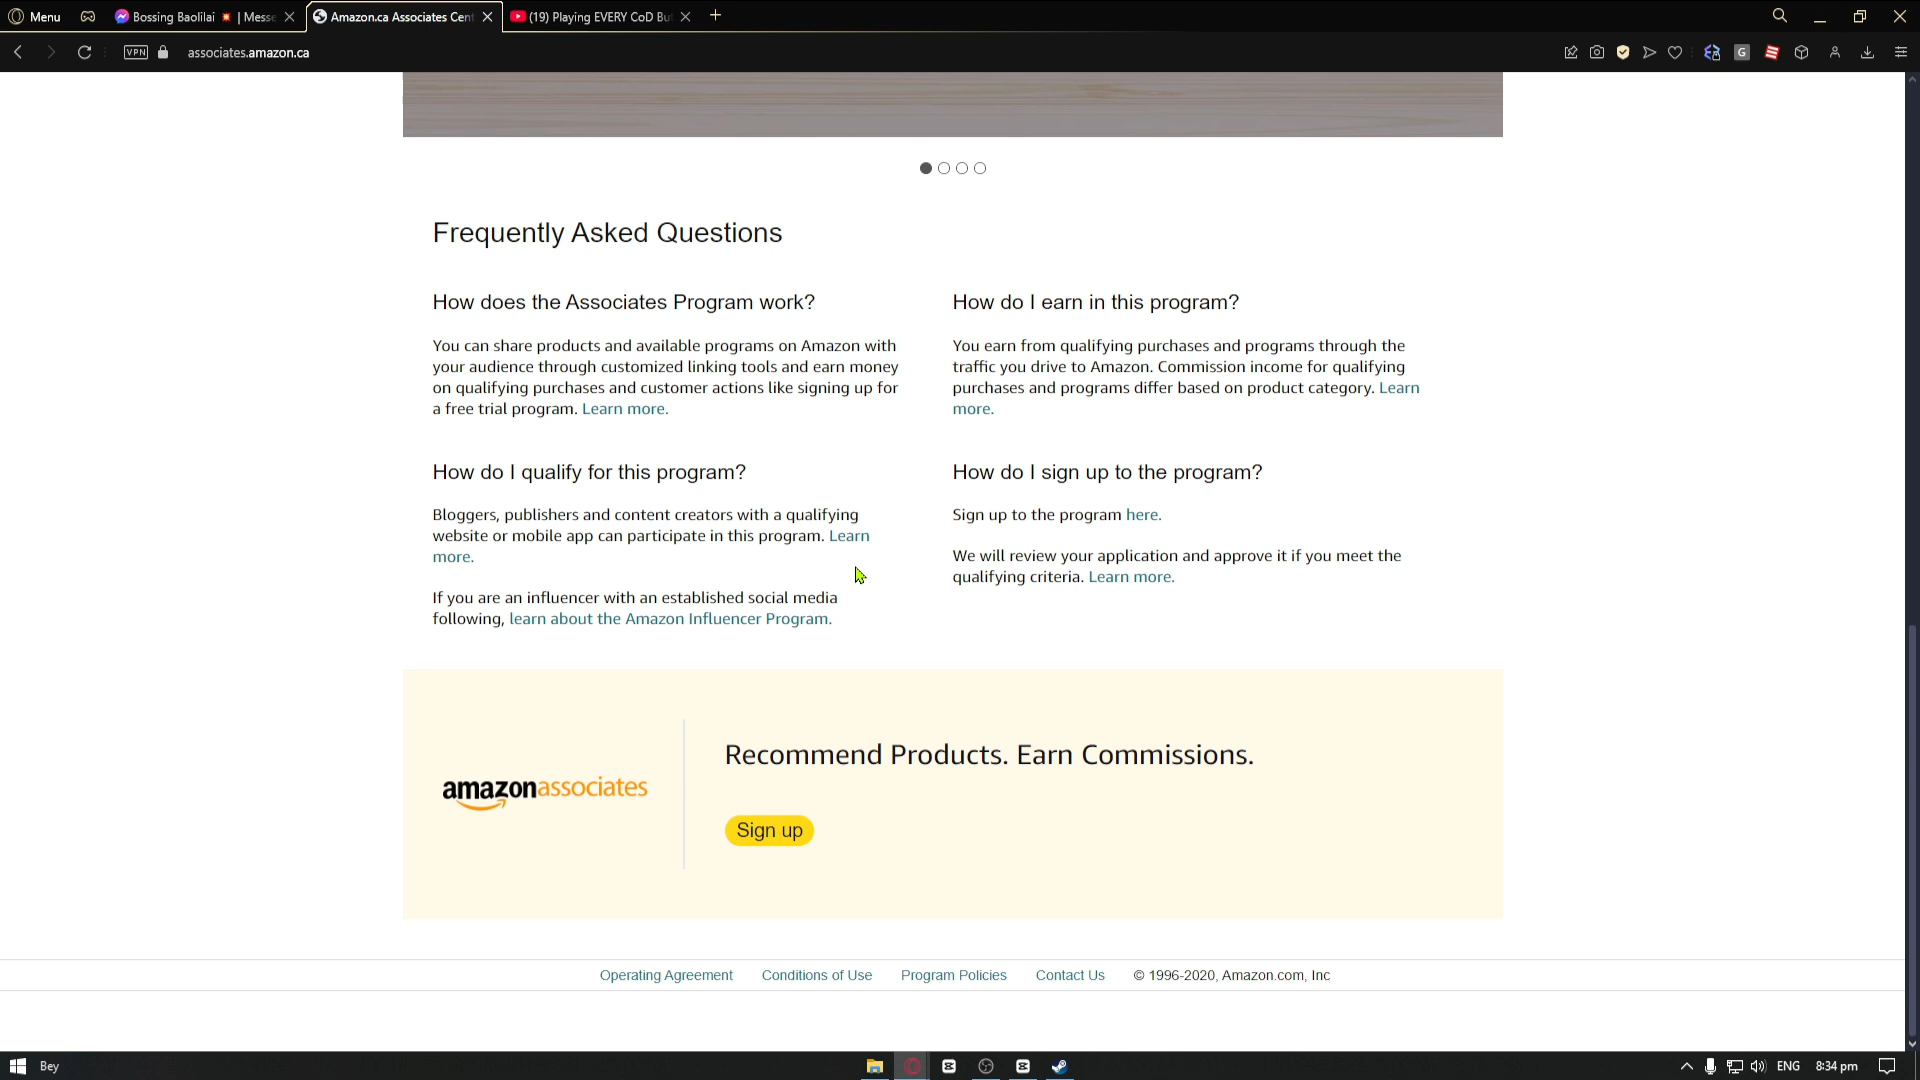 Menu
Bossing Baolilai 💥 | Messe
Amazon.ca Associates Cent
(19) Playing EVERY CoD Bu
VPN
associates.amazon.ca
G
Frequently Asked Questions
How does the Associates Program work?
You can share products and available programs on Amazon with
your audience through customized linking tools and earn money
on qualifying purchases and customer actions like signing up for
a free trial program. Learn more.
How do I earn in this program?
You earn from qualifying purchases and programs through the
traffic you drive to Amazon. Commission income for qualifying
purchases and programs differ based on product category. Learn
more.
How do I qualify for this program?
Bloggers, publishers and content creators with a qualifying
website or mobile app can participate in this program. Learn
more.
If you are an influencer with an established social media
following, learn about the Amazon Influencer Program.
How do I sign up to the program?
Sign up to the program here.
We will review your application and approve it if you meet the
qualifying criteria. Learn more.
amazonassociates
Recommend Products. Earn Commissions.
Sign up
Operating Agreement Conditions of Use Program Policies Contact Us © 1996-2020, Amazon.com, Inc
Bey
ENG 8:34 pm